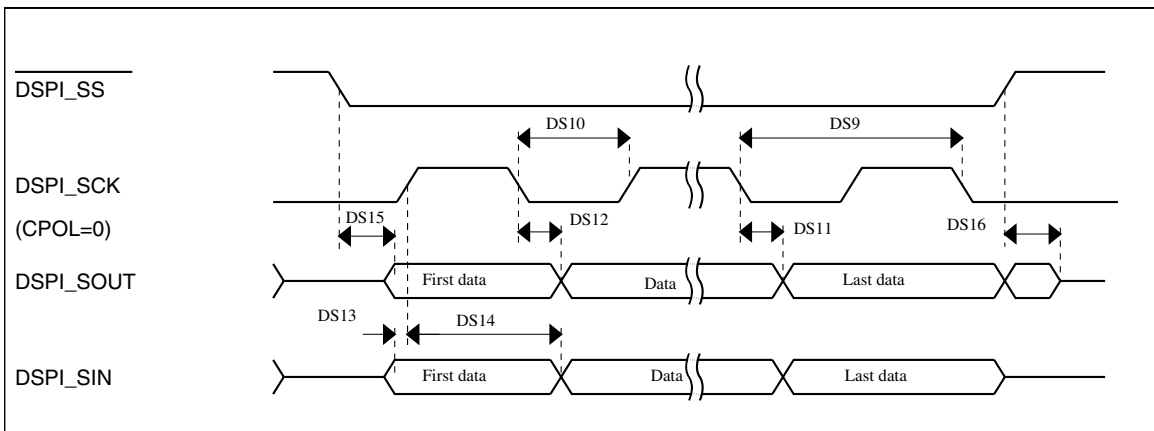 DSPI_SS
DS10
DS9
DSPI_SCK
DS15
DS12
DS11
DS16
(CPOL=0)
DSPI_SOUT
First data
Data
Last data
DS13
DS14
DSPI_SIN
First data
Data
Last data